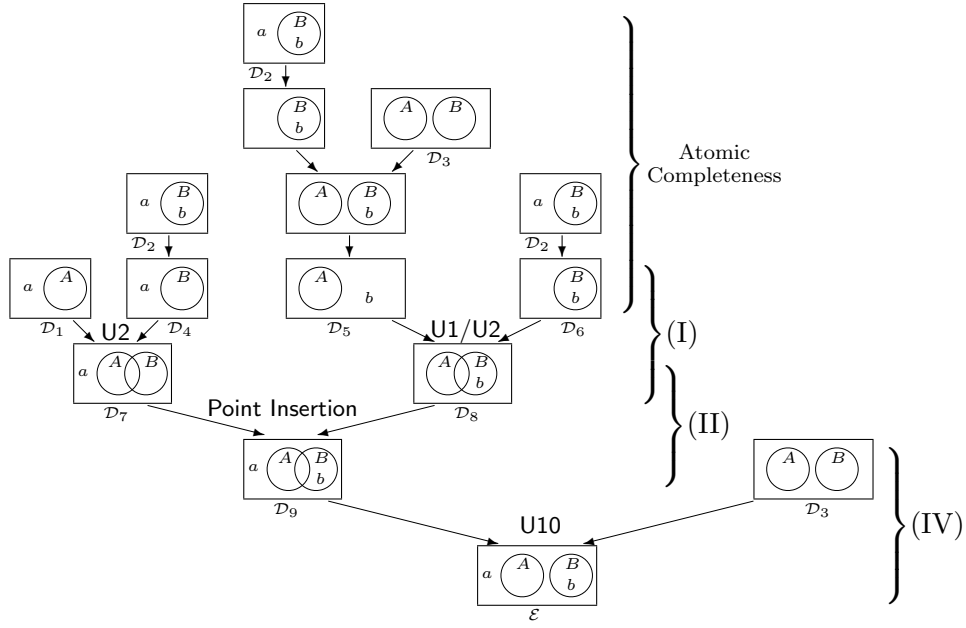 a B
b
𝒟₂
B
b
A B
𝒟₃
Atomic
Completeness
a B
b
𝒟₂
A B
b
a B
b
𝒟₂
a A
𝒟₁
a B
𝒟₄
A b
𝒟₅
B
b
𝒟₆
U2
U1/U2
(I)
a A B
𝒟₇
A B
b
𝒟₈
Point Insertion
(II)
a A B
b
𝒟₉
A B
𝒟₃
U10
(IV)
a A B
b
ℰ